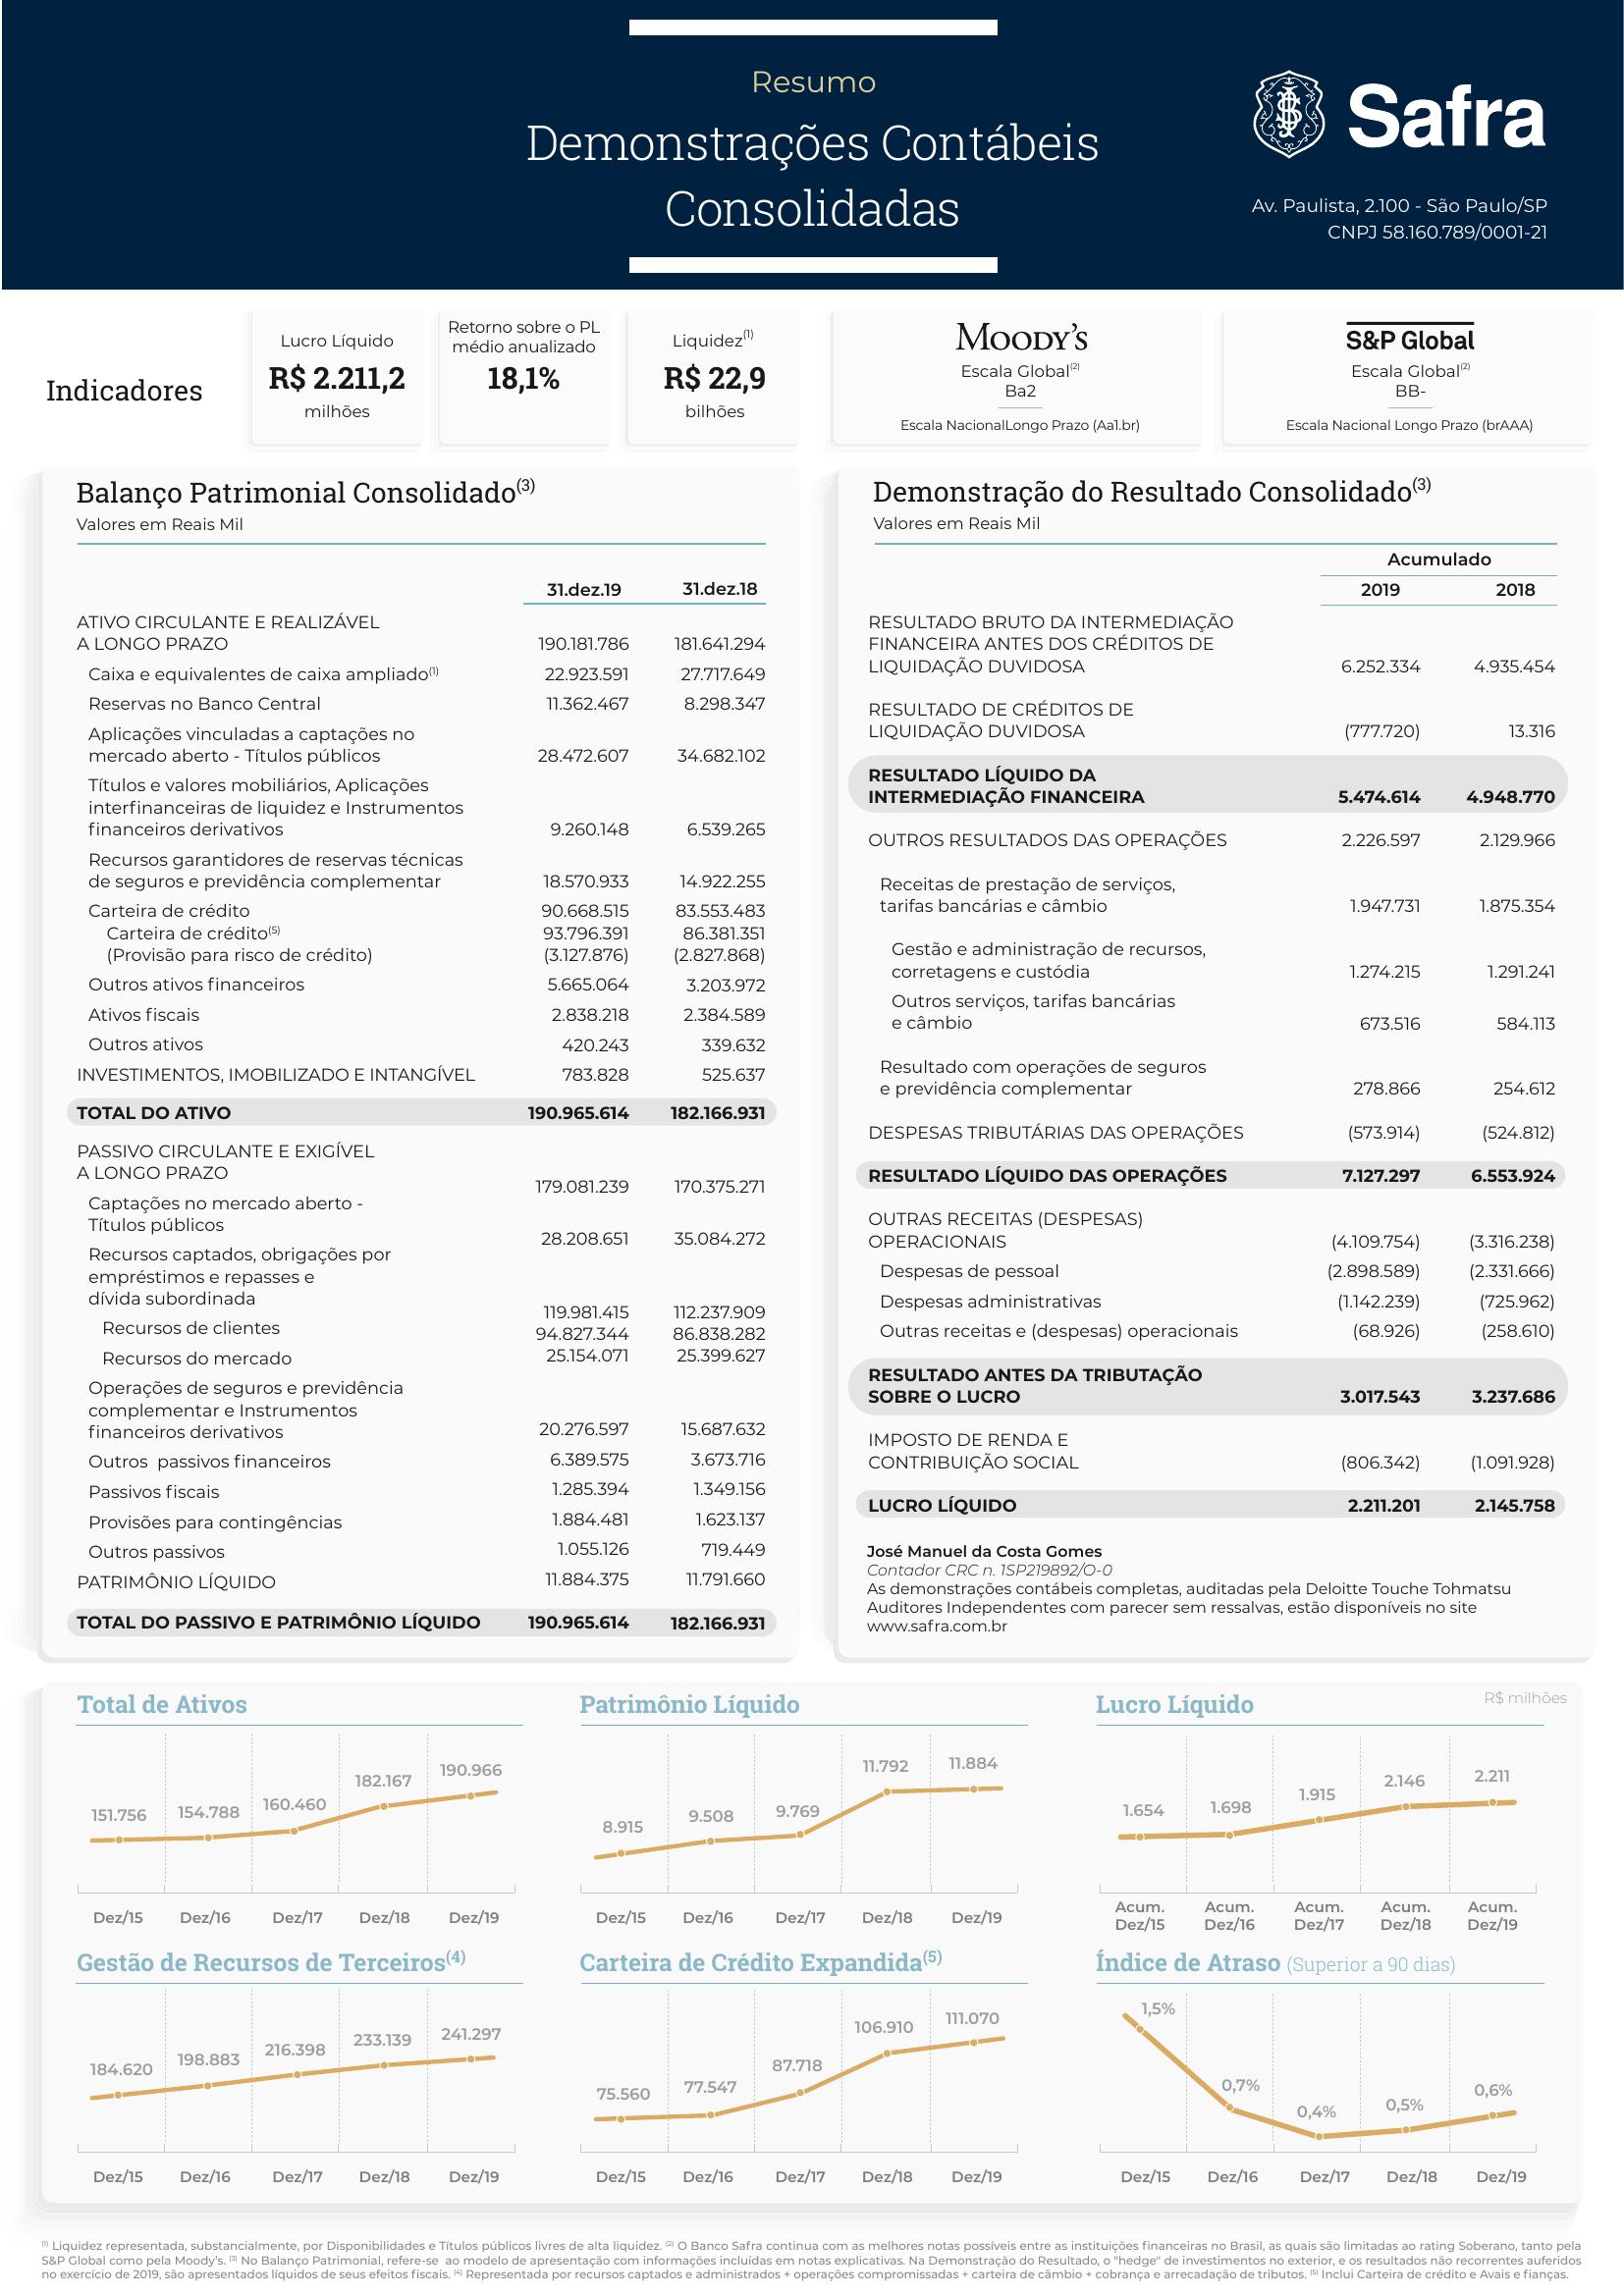 Resumo
Demonstrações Contábeis
Consolidadas
Safra
Av. Paulista, 2.100 - São Paulo/SP
CNPJ 58.160.789/0001-21
Indicadores
Lucro Líquido
R$ 2.211,2
milhões
Retorno sobre o PL
médio anualizado
18,1%
Liquidez(1)
R$ 22,9
bilhões
MOODY'S
Escala Global(2)
Ba2
Escala NacionalLongo Prazo (Aa1.br)
S&P Global
Escala Global(2)
BB-
Escala Nacional Longo Prazo (brAAA)
Balanço Patrimonial Consolidado(3)
Valores em Reais Mil
31.dez.19 31.dez.18
ATIVO CIRCULANTE E REALIZÁVEL
A LONGO PRAZO 190.181.786 181.641.294
Caixa e equivalentes de caixa ampliado(1) 22.923.591 27.717.649
Reservas no Banco Central 11.362.467 8.298.347
Aplicações vinculadas a captações no
mercado aberto - Títulos públicos 28.472.607 34.682.102
Títulos e valores mobiliários, Aplicações
interfinanceiras de liquidez e Instrumentos
financeiros derivativos 9.260.148 6.539.265
Recursos garantidores de reservas técnicas
de seguros e previdência complementar 18.570.933 14.922.255
Carteira de crédito 90.668.515 83.553.483
Carteira de crédito(5) 93.796.391 86.381.351
(Provisão para risco de crédito) (3.127.876) (2.827.868)
Outros ativos financeiros 5.665.064 3.203.972
Ativos fiscais 2.838.218 2.384.589
Outros ativos 420.243 339.632
INVESTIMENTOS, IMOBILIZADO E INTANGÍVEL 783.828 525.637
TOTAL DO ATIVO 190.965.614 182.166.931
PASSIVO CIRCULANTE E EXIGÍVEL
A LONGO PRAZO 179.081.239 170.375.271
Captações no mercado aberto -
Títulos públicos 28.208.651 35.084.272
Recursos captados, obrigações por
empréstimos e repasses e
dívida subordinada 119.981.415 112.237.909
Recursos de clientes 94.827.344 86.838.282
Recursos do mercado 25.154.071 25.399.627
Operações de seguros e previdência
complementar e Instrumentos
financeiros derivativos 20.276.597 15.687.632
Outros passivos financeiros 6.389.575 3.673.716
Passivos fiscais 1.285.394 1.349.156
Provisões para contingências 1.884.481 1.623.137
Outros passivos 1.055.126 719.449
PATRIMÔNIO LÍQUIDO 11.884.375 11.791.660
TOTAL DO PASSIVO E PATRIMÔNIO LÍQUIDO 190.965.614 182.166.931
Demonstração do Resultado Consolidado(3)
Valores em Reais Mil
Acumulado
2019 2018
RESULTADO BRUTO DA INTERMEDIAÇÃO
FINANCEIRA ANTES DOS CRÉDITOS DE
LIQUIDAÇÃO DUVIDOSA 6.252.334 4.935.454
RESULTADO DE CRÉDITOS DE
LIQUIDAÇÃO DUVIDOSA (777.720) 13.316
RESULTADO LÍQUIDO DA
INTERMEDIAÇÃO FINANCEIRA 5.474.614 4.948.770
OUTROS RESULTADOS DAS OPERAÇÕES 2.226.597 2.129.966
Receitas de prestação de serviços,
tarifas bancárias e câmbio 1.947.731 1.875.354
Gestão e administração de recursos,
corretagens e custódia 1.274.215 1.291.241
Outros serviços, tarifas bancárias
e câmbio 673.516 584.113
Resultado com operações de seguros
e previdência complementar 278.866 254.612
DESPESAS TRIBUTÁRIAS DAS OPERAÇÕES (573.914) (524.812)
RESULTADO LÍQUIDO DAS OPERAÇÕES 7.127.297 6.553.924
OUTRAS RECEITAS (DESPESAS)
OPERACIONAIS (4.109.754) (3.316.238)
Despesas de pessoal (2.898.589) (2.331.666)
Despesas administrativas (1.142.239) (725.962)
Outras receitas e (despesas) operacionais (68.926) (258.610)
RESULTADO ANTES DA TRIBUTAÇÃO
SOBRE O LUCRO 3.017.543 3.237.686
IMPOSTO DE RENDA E
CONTRIBUIÇÃO SOCIAL (806.342) (1.091.928)
LUCRO LÍQUIDO 2.211.201 2.145.758
José Manuel da Costa Gomes
Contador CRC n. 1SP219892/O-0
As demonstrações contábeis completas, auditadas pela Deloitte Touche Tohmatsu
Auditores Independentes com parecer sem ressalvas, estão disponíveis no site
www.safra.com.br
Total de Ativos
151.756 154.788 160.460 182.167 190.966
Dez/15 Dez/16 Dez/17 Dez/18 Dez/19
Patrimônio Líquido
8.915 9.508 9.769 11.792 11.884
Dez/15 Dez/16 Dez/17 Dez/18 Dez/19
Lucro Líquido
R$ milhões
1.654 1.698 1.915 2.146 2.211
Acum. Acum. Acum. Acum. Acum.
Dez/15 Dez/16 Dez/17 Dez/18 Dez/19
Gestão de Recursos de Terceiros(4)
184.620 198.883 216.398 233.139 241.297
Dez/15 Dez/16 Dez/17 Dez/18 Dez/19
Carteira de Crédito Expandida(5)
75.560 77.547 87.718 106.910 111.070
Dez/15 Dez/16 Dez/17 Dez/18 Dez/19
Índice de Atraso (Superior a 90 dias)
1,5% 0,7% 0,4% 0,5% 0,6%
Dez/15 Dez/16 Dez/17 Dez/18 Dez/19
(1) Liquidez representada, substancialmente, por Disponibilidades e Títulos públicos livres de alta liquidez. (2) O Banco Safra continua com as melhores notas possíveis entre as instituições financeiras no Brasil, as quais são limitadas ao rating Soberano, tanto pela
S&P Global como pela Moody's. (3) No Balanço Patrimonial, refere-se ao modelo de apresentação com informações incluídas em notas explicativas. Na Demonstração do Resultado, o "hedge" de investimentos no exterior, e os resultados não recorrentes auferidos
no exercício de 2019, são apresentados líquidos de seus efeitos fiscais. (4) Representada por recursos captados e administrados + operações compromissadas + carteira de câmbio + cobrança e arrecadação de tributos. (5) Inclui Carteira de crédito e Avais e fianças.